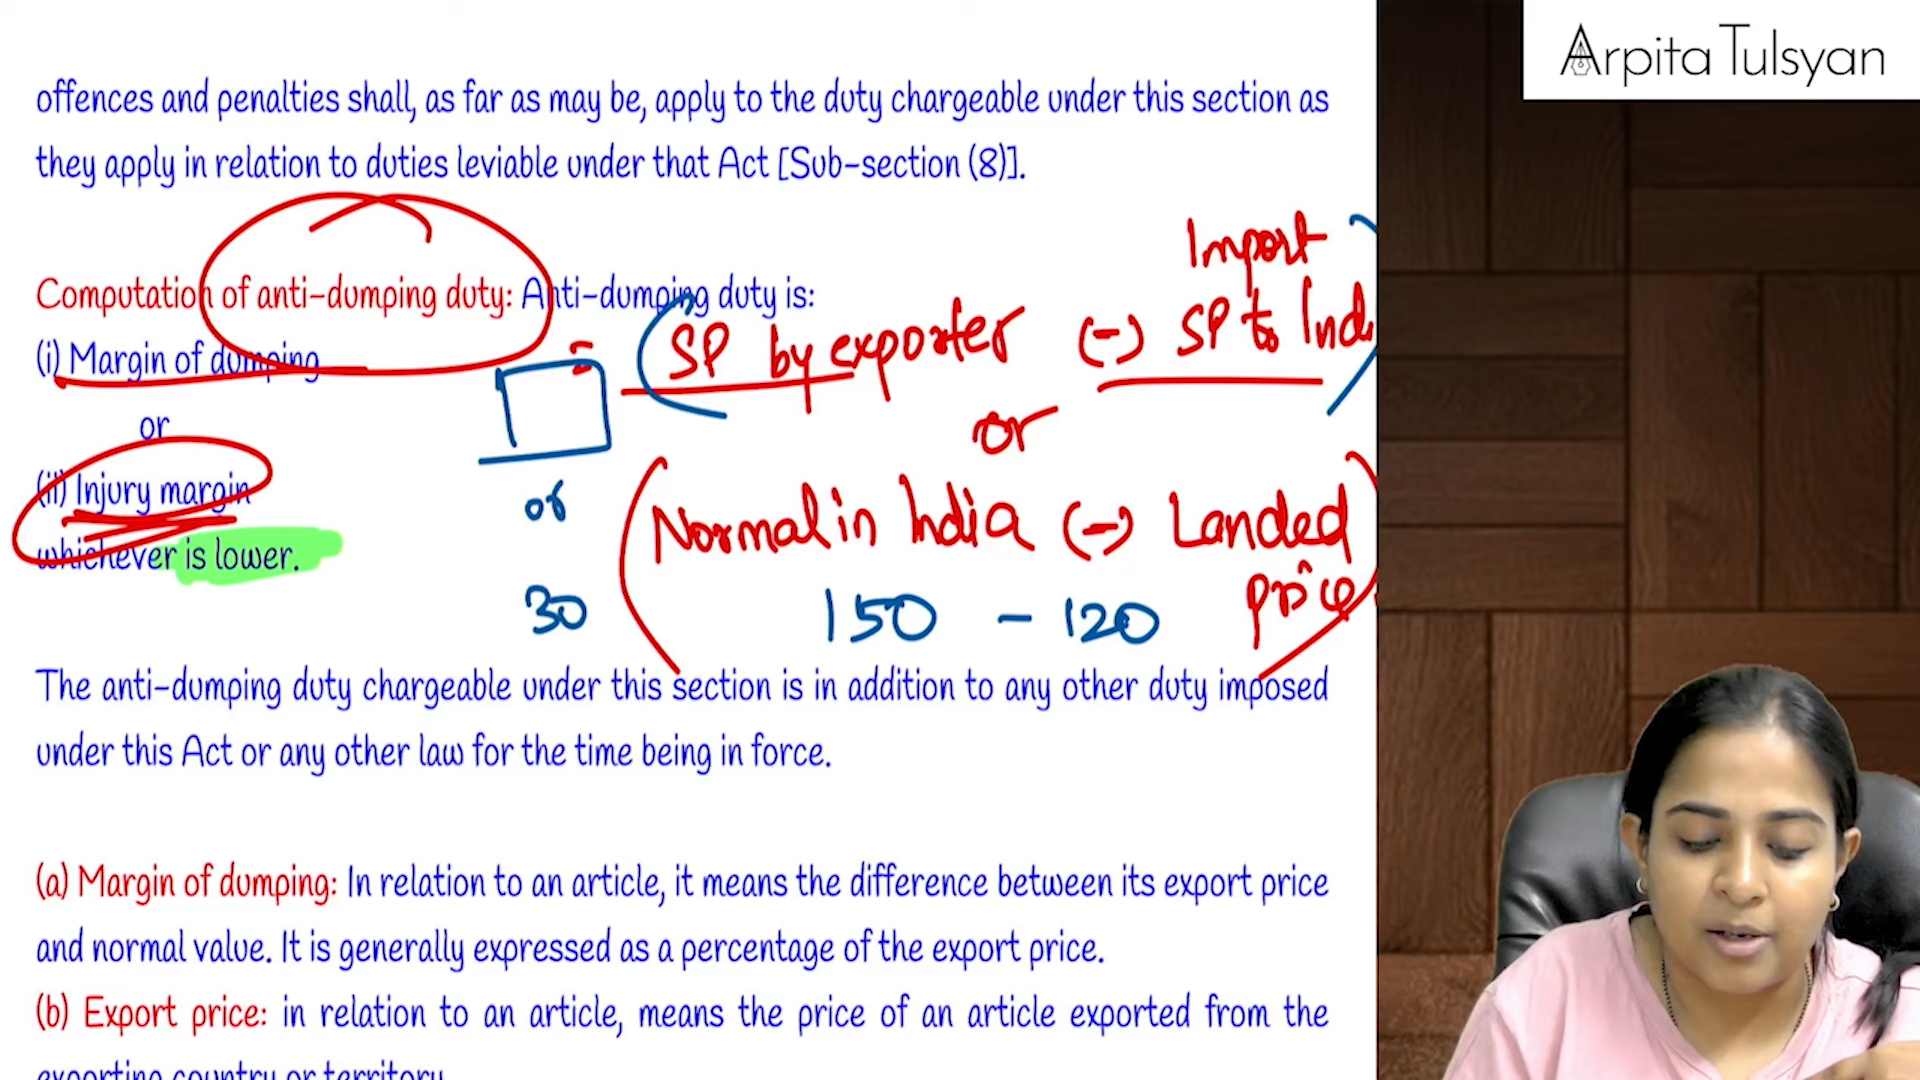 Arpita Tulsyan
offences and penalties shall, as far as may be, apply to the duty chargeable under this section as
they apply in relation to duties leviable under that Act [Sub-section (8)].
Import
Computation of anti-dumping duty: Anti-dumping duty is:
SP by exporter (-) SP to
(i) Margin of dumping
or
or
(ii) Injury margin
or
Normal in India (-) Landed
price
whichever is lower.
30
150 - 120
The anti-dumping duty chargeable under this section is in addition to any other duty imposed
under this Act or any other law for the time being in force.
(a) Margin of dumping: In relation to an article, it means the difference between its export price
and normal value. It is generally expressed as a percentage of the export price.
(b) Export price: in relation to an article, means the price of an article exported from the
exporting country or territory